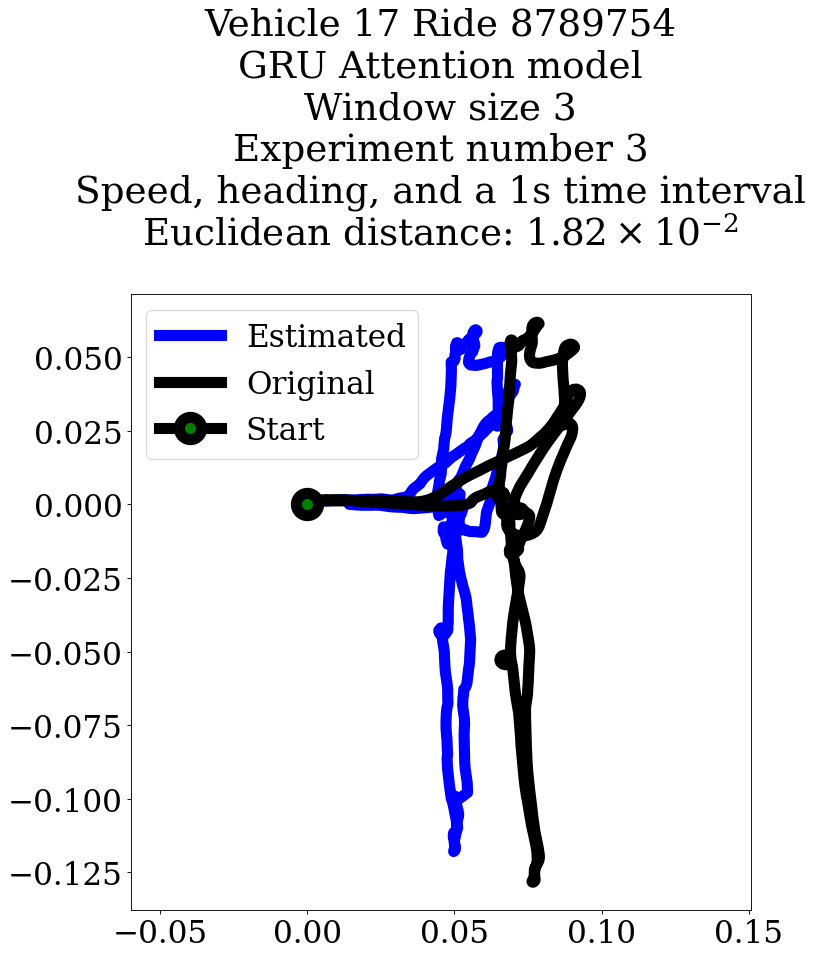 Vehicle 17 Ride 8789754
GRU Attention model
Window size 3
Experiment number 3
Speed, heading, and a 1s time interval
Euclidean distance: 1.82 × 10⁻²
Estimated
Original
Start
0.050
0.025
0.000
−0.025
−0.050
−0.075
−0.100
−0.125
−0.05 0.00 0.05 0.10 0.15